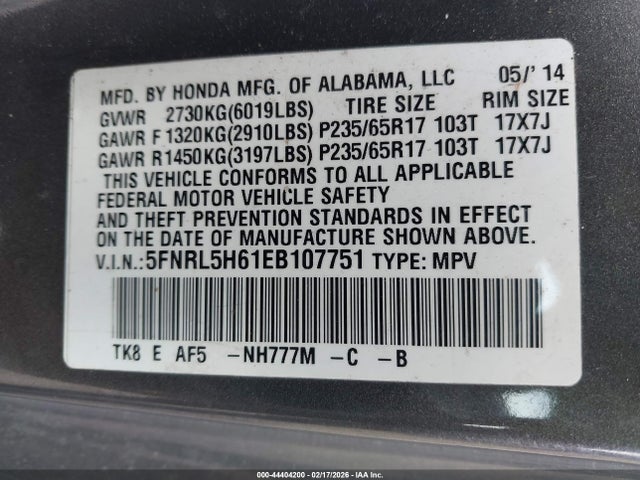 MFD. BY HONDA MFG. OF ALABAMA, LLC 05/' 14
GVWR 2730KG(6019LBS) TIRE SIZE RIM SIZE
GAWR F 1320KG(2910LBS) P235/65R17 103T 17X7J
GAWR R1450KG(3197LBS) P235/65R17 103T 17X7J
THIS VEHICLE CONFORMS TO ALL APPLICABLE
FEDERAL MOTOR VEHICLE SAFETY
AND THEFT PREVENTION STANDARDS IN EFFECT
ON THE DATE OF MANUFACTURE SHOWN ABOVE.
V.I.N.: 5FNRL5H61EB107751 TYPE: MPV
TK8 E AF5 -NH777M -C -B
000-44404200 - 02/17/2026 - IAA Inc.